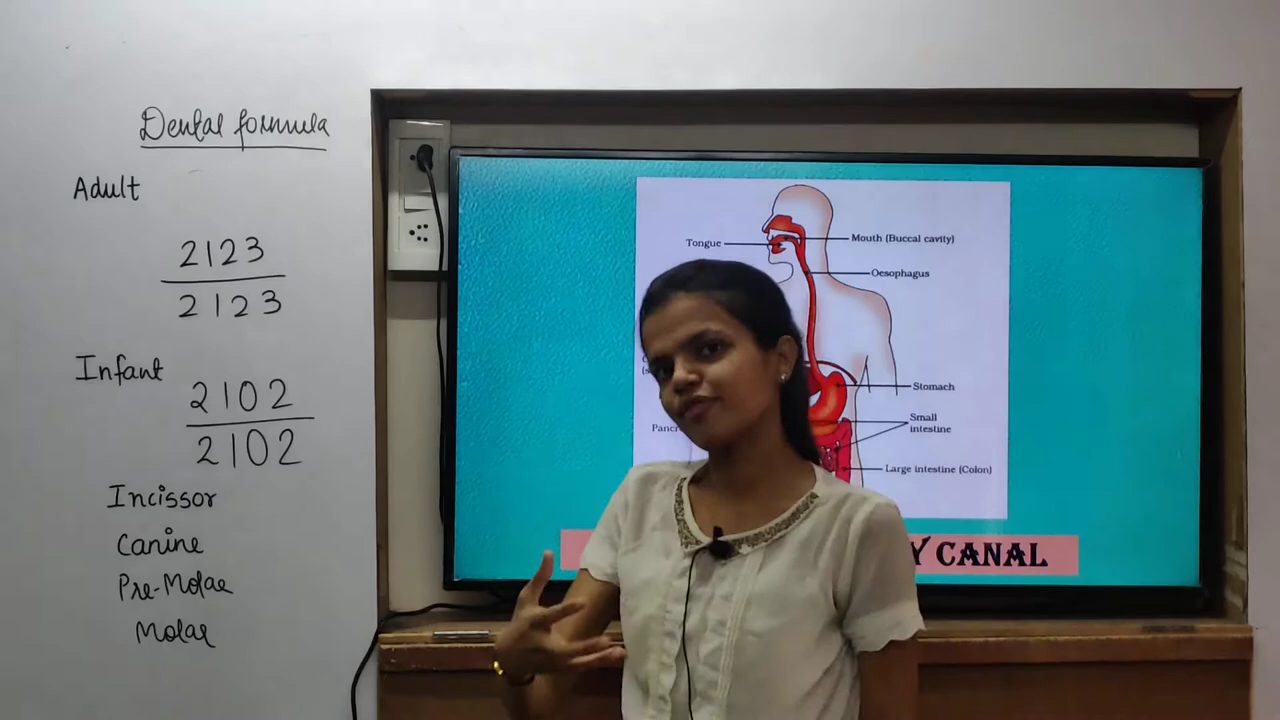 Dental formula
Adult
2123
2123
Infant
2102
2102
Incissor
Canine
Pre-Molar
Molar
Tongue
Mouth (Buccal cavity)
Oesophagus
Stomach
Small
intestine
Large intestine (Colon)
CANAL